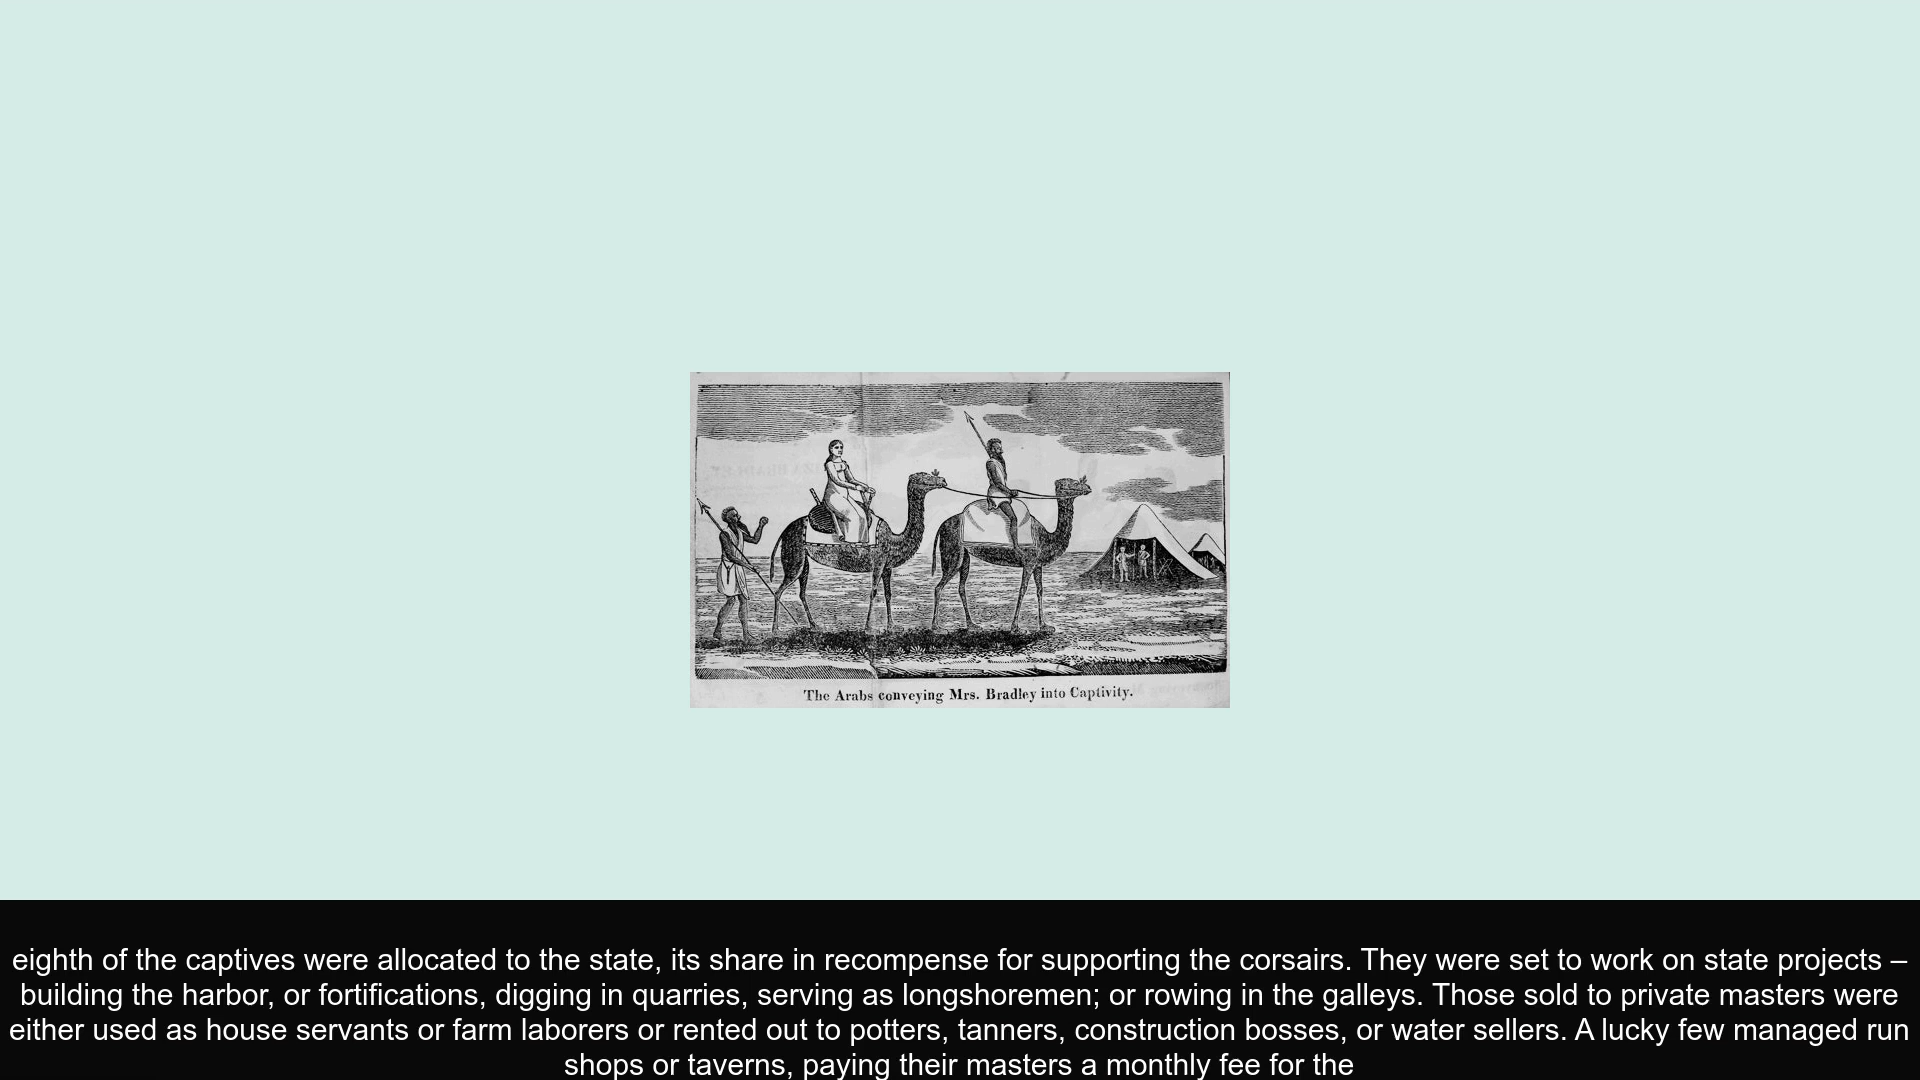 The Arabs conveying Mrs. Bradley into Captivity.
eighth of the captives were allocated to the state, its share in recompense for supporting the corsairs. They were set to work on state projects –
building the harbor, or fortifications, digging in quarries, serving as longshoremen; or rowing in the galleys. Those sold to private masters were
either used as house servants or farm laborers or rented out to potters, tanners, construction bosses, or water sellers. A lucky few managed run
shops or taverns, paying their masters a monthly fee for the